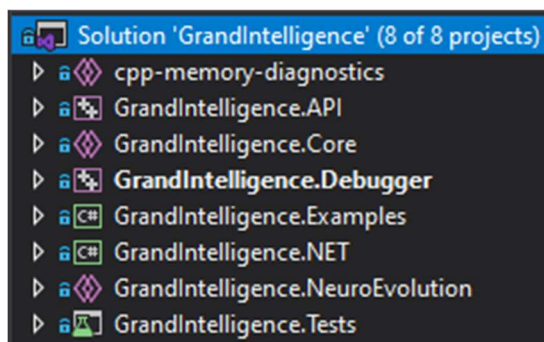 Solution 'GrandIntelligence' (8 of 8 projects)
cpp-memory-diagnostics
GrandIntelligence.API
GrandIntelligence.Core
GrandIntelligence.Debugger
C# GrandIntelligence.Examples
C# GrandIntelligence.NET
GrandIntelligence.NeuroEvolution
GrandIntelligence.Tests